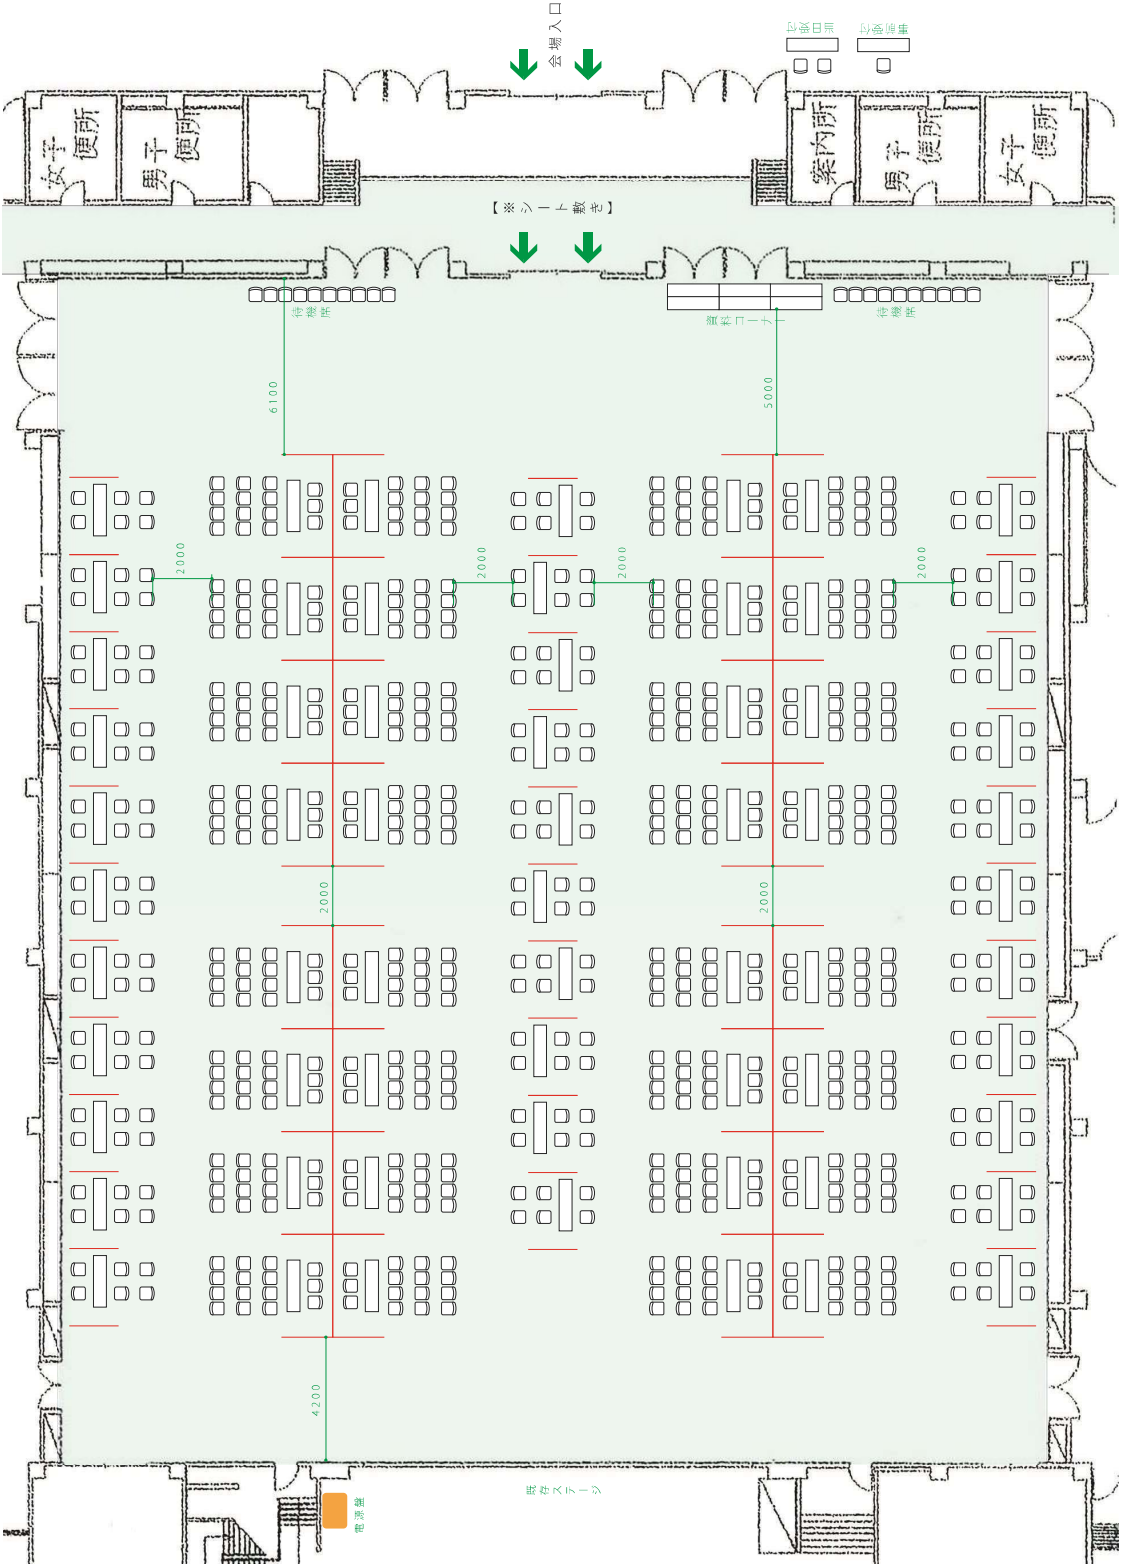 会場入口
女子
便所
男子
便所
案内所
男子
便所
女子
便所
【※シート敷き】
待機席
資料コーナー
待機席
6100
5000
2000
2000
2000
2000
2000
2000
4200
既存ステージ
電源盤